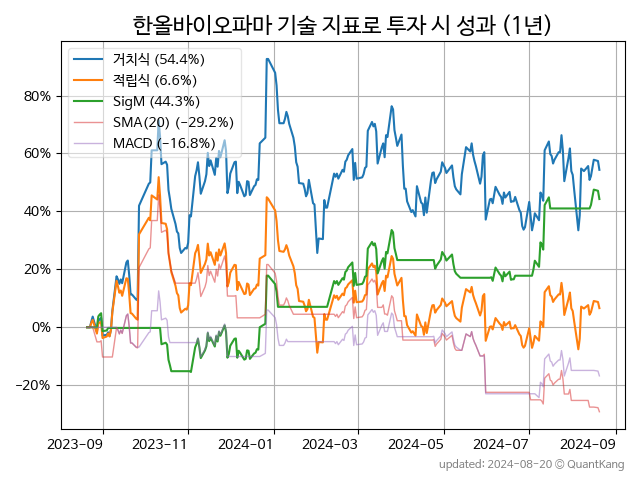 한올바이오파마 기술 지표로 투자 시 성과 (1년)
거치식 (54.4%)
적립식 (6.6%)
SigM (44.3%)
SMA(20) (−29.2%)
MACD (−16.8%)
80%
60%
40%
20%
0%
−20%
2023-09 2023-11 2024-01 2024-03 2024-05 2024-07 2024-09
updated: 2024-08-20 ⓒ QuantKang